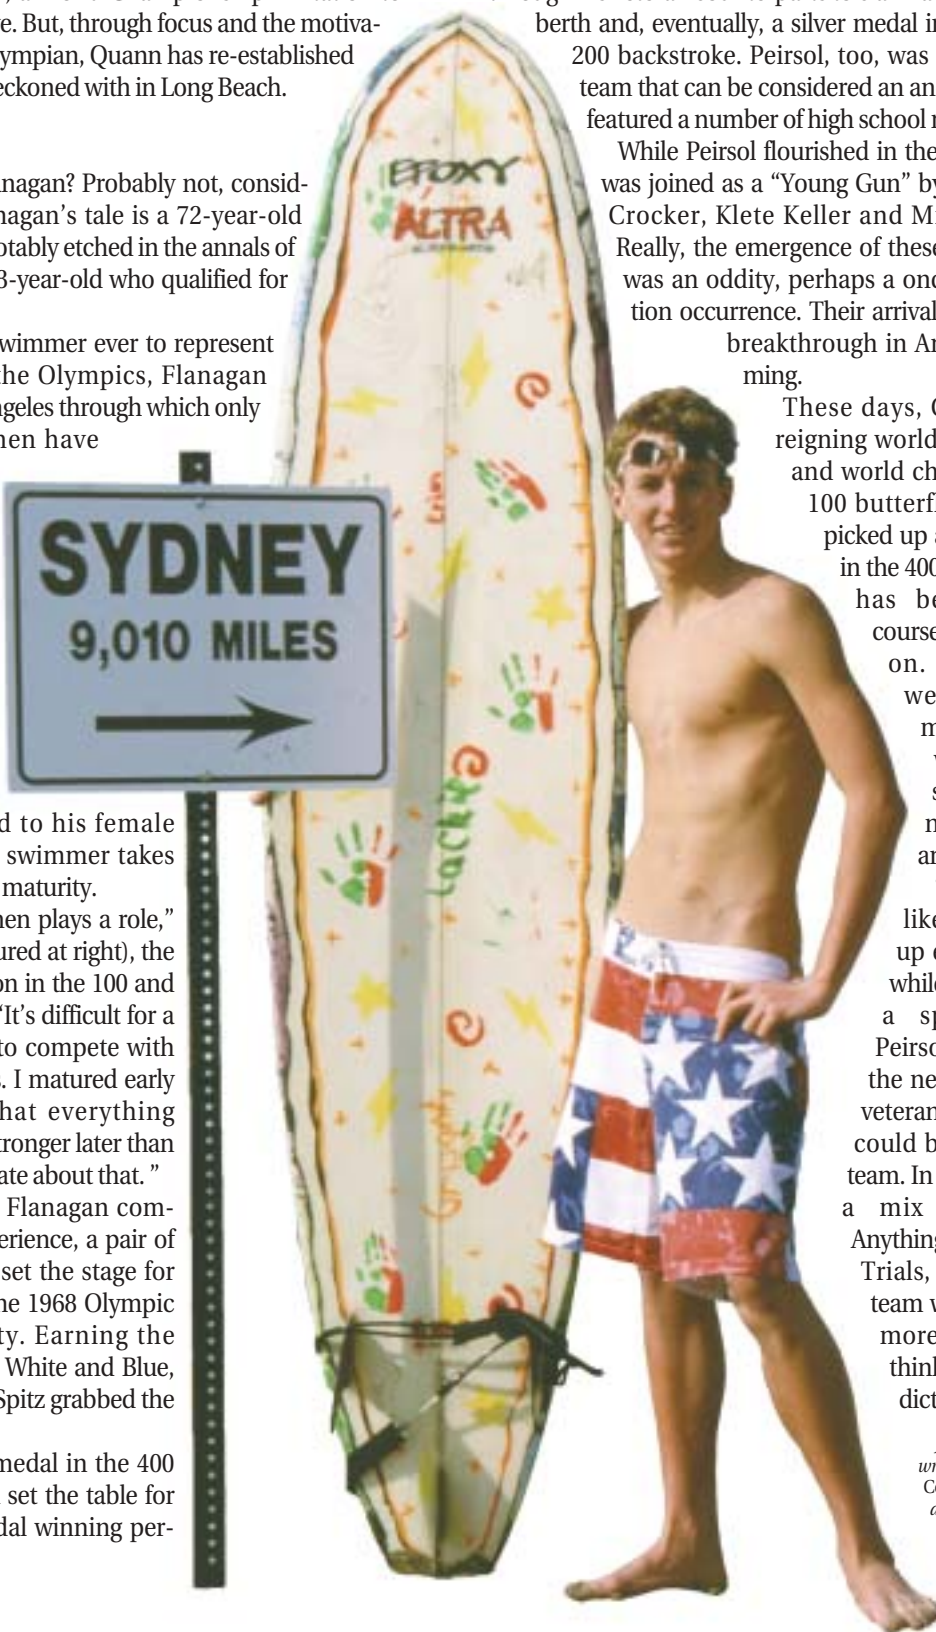 ve. But, through focus and the motiva-
ympian, Quann has re-established
eckoned with in Long Beach.
nagan? Probably not, consid-
nagan's tale is a 72-year-old
otably etched in the annals of
3-year-old who qualified for
wimmer ever to represent
the Olympics, Flanagan
ngeles through which only
men have
SYDNEY
9,010 MILES
d to his female
swimmer takes
maturity.
men plays a role,"
ured at right), the
on in the 100 and
"It's difficult for a
to compete with
s. I matured early
hat everything
tronger later than
ate about that. "
Flanagan com-
erience, a pair of
set the stage for
he 1968 Olympic
ty. Earning the
White and Blue,
Spitz grabbed the
medal in the 400
set the table for
dal winning per-
EPOXY
ALTRA
berth and, eventually, a silver medal in
200 backstroke. Peirsol, too, was
team that can be considered an an
featured a number of high school
While Peirsol flourished in the
was joined as a "Young Gun" by
Crocker, Klete Keller and M
Really, the emergence of these
was an oddity, perhaps a onc
tion occurrence. Their arrival
breakthrough in Ar
ming.
These days, C
reigning world
and world ch
100 butterf
picked up a
in the 400
has be
course
on.
we
m
like
up
while
a sp
Peirso
the ne
veteran
could b
team. In
a mix
Anything
Trials,
team w
more
think
dict